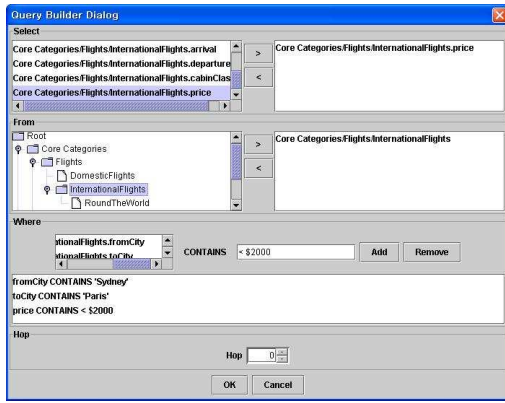 Query Builder Dialog
Select
Core Categories/Flights/InternationalFlights.arrival
Core Categories/Flights/InternationalFlights.departure
Core Categories/Flights/InternationalFlights.cabinClas
Core Categories/Flights/InternationalFlights.price
>
<
Core Categories/Flights/InternationalFlights.price
From
Root
Core Categories
Flights
DomesticFlights
InternationalFlights
RoundTheWorld
>
<
Core Categories/Flights/InternationalFlights
Where
ationalFlights.fromCity
ationalFlights.toCity
CONTAINS
< $2000
Add
Remove
fromCity CONTAINS 'Sydney'
toCity CONTAINS 'Paris'
price CONTAINS < $2000
Hop
Hop 0
OK
Cancel